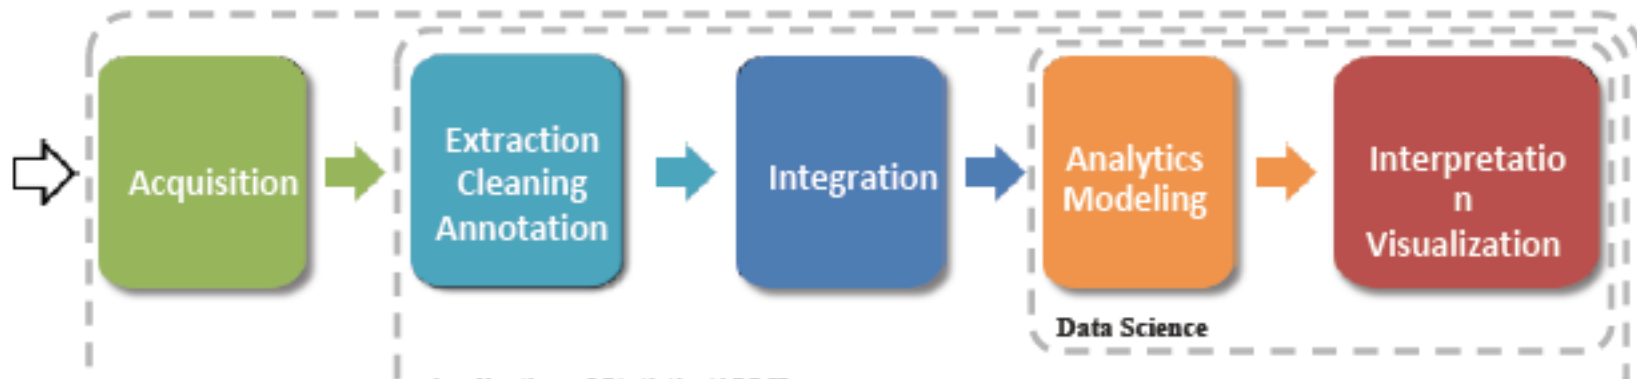 Acquisition
Extraction
Cleaning
Annotation
Integration
Analytics
Modeling
Interpretatio
n
Visualization
Data Science